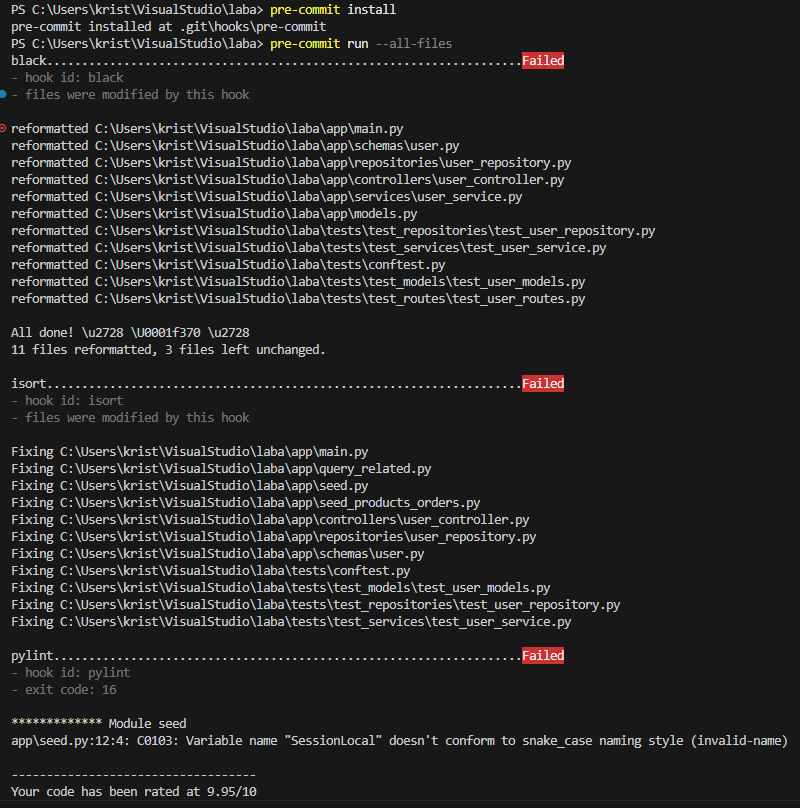 PS C:\Users\krist\VisualStudio\laba> pre-commit install
pre-commit installed at .git\hooks\pre-commit
PS C:\Users\krist\VisualStudio\laba> pre-commit run --all-files
black....................................................................Failed
- hook id: black
- files were modified by this hook

reformatted C:\Users\krist\VisualStudio\laba\app\main.py
reformatted C:\Users\krist\VisualStudio\laba\app\schemas\user.py
reformatted C:\Users\krist\VisualStudio\laba\app\repositories\user_repository.py
reformatted C:\Users\krist\VisualStudio\laba\app\controllers\user_controller.py
reformatted C:\Users\krist\VisualStudio\laba\app\services\user_service.py
reformatted C:\Users\krist\VisualStudio\laba\app\models.py
reformatted C:\Users\krist\VisualStudio\laba\tests\test_repositories\test_user_repository.py
reformatted C:\Users\krist\VisualStudio\laba\tests\test_services\test_user_service.py
reformatted C:\Users\krist\VisualStudio\laba\tests\conftest.py
reformatted C:\Users\krist\VisualStudio\laba\tests\test_models\test_user_models.py
reformatted C:\Users\krist\VisualStudio\laba\tests\test_routes\test_user_routes.py

All done! \u2728 \U0001f370 \u2728
11 files reformatted, 3 files left unchanged.

isort....................................................................Failed
- hook id: isort
- files were modified by this hook

Fixing C:\Users\krist\VisualStudio\laba\app\main.py
Fixing C:\Users\krist\VisualStudio\laba\app\query_related.py
Fixing C:\Users\krist\VisualStudio\laba\app\seed.py
Fixing C:\Users\krist\VisualStudio\laba\app\seed_products_orders.py
Fixing C:\Users\krist\VisualStudio\laba\app\controllers\user_controller.py
Fixing C:\Users\krist\VisualStudio\laba\app\repositories\user_repository.py
Fixing C:\Users\krist\VisualStudio\laba\app\schemas\user.py
Fixing C:\Users\krist\VisualStudio\laba\tests\conftest.py
Fixing C:\Users\krist\VisualStudio\laba\tests\test_models\test_user_models.py
Fixing C:\Users\krist\VisualStudio\laba\tests\test_repositories\test_user_repository.py
Fixing C:\Users\krist\VisualStudio\laba\tests\test_services\test_user_service.py

pylint...................................................................Failed
- hook id: pylint
- exit code: 16

************* Module seed
app\seed.py:12:4: C0103: Variable name "SessionLocal" doesn't conform to snake_case naming style (invalid-name)

-----------------------------------
Your code has been rated at 9.95/10